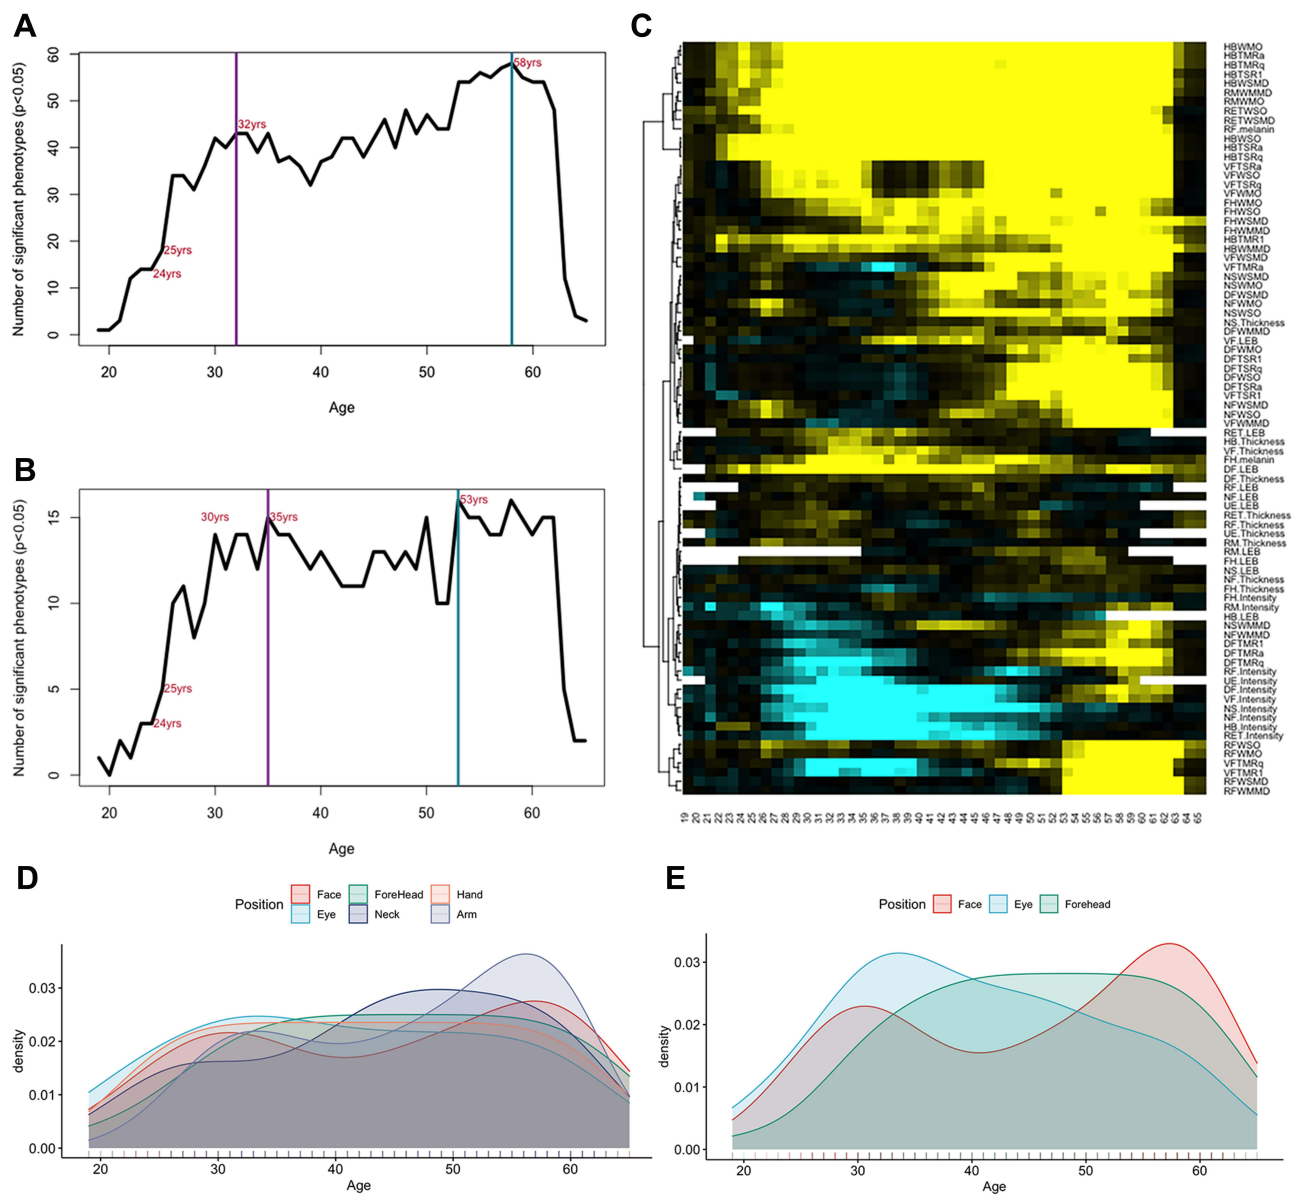 A
Number of significant phenotypes (p<0.05)
60
50
40
30
20
10
0
58yrs
32yrs
25yrs
24yrs
20
30
40
50
60
Age
B
Number of significant phenotypes (p<0.05)
15
10
5
0
53yrs
30yrs
35yrs
25yrs
24yrs
20
30
40
50
60
Age
C
HBWMO
HBTMRa
HBTMRq
HBTSR1
HBWSMD
RMWMMD
RMWMO
RETWSO
RETWSMD
RF.melanin
HBWSO
HBTSRa
HBTSRq
VFTSRa
VFWSO
VFTSRq
VFWMO
FHWMO
FHWSO
FHWSMD
FHWMMD
HBTMR1
HBWMMD
VFWSMD
VFTMRa
NSWSMD
NSWMO
DFWSMD
NFWMO
NSWSO
NS.Thickness
DFWMMD
VF.LEB
DFWMO
DFTSR1
DFTSRq
DFWSO
DFTSRa
VFTSR1
NFWSMD
NFWSO
VFWMMD
RET.LEB
HB.Thickness
VF.Thickness
FH.melanin
DF.LEB
DF.Thickness
RF.LEB
NF.LEB
UE.LEB
RET.Thickness
RF.Thickness
UE.Thickness
RM.Thickness
RM.LEB
FH.LEB
NS.LEB
NF.Thickness
FH.Thickness
FH.Intensity
RM.Intensity
HB.LEB
NSWMMD
NFWMMD
DFTMR1
DFTMRa
DFTMRq
RF.Intensity
UE.Intensity
DF.Intensity
VF.Intensity
NS.Intensity
NF.Intensity
HB.Intensity
RET.Intensity
RFWSO
RFWMO
VFTMRq
VFTMR1
RFWSMD
RFWMMD
19 20 21 22 23 24 25 26 27 28 29 30 31 32 33 34 35 36 37 38 39 40 41 42 43 44 45 46 47 48 49 50 51 52 53 54 55 56 57 58 59 60 61 62 63 64 65
D
Position
Face
ForeHead
Hand
Eye
Neck
Arm
density
0.03
0.02
0.01
0.00
20
30
40
50
60
Age
E
Position
Face
Eye
Forehead
density
0.03
0.02
0.01
0.00
20
30
40
50
60
Age